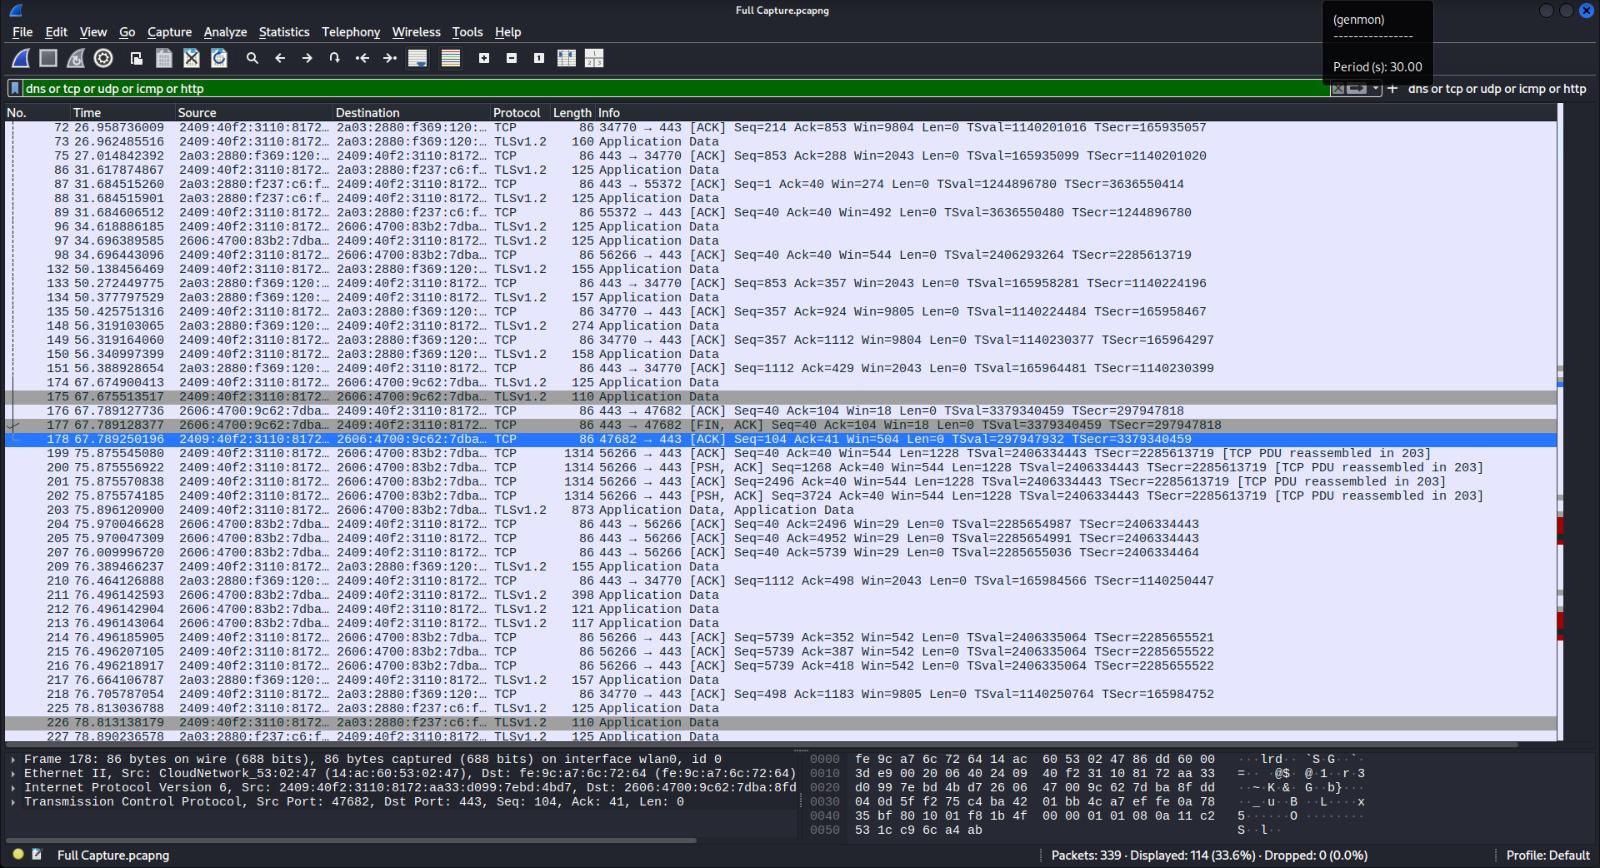 Full Capture.pcapng
File Edit View Go Capture Analyze Statistics Telephony Wireless Tools Help
(genmon)
----------------
Period (s): 30.00
dns or tcp or udp or icmp or http
dns or tcp or udp or icmp or http
No. Time Source Destination Protocol Length Info
72 26.958736009 2409:40f2:3110:8172… 2a03:2880:f369:120:… TCP 86 34770 → 443 [ACK] Seq=214 Ack=853 Win=9804 Len=0 TSval=1140201016 TSecr=165935057
73 26.962485516 2409:40f2:3110:8172… 2a03:2880:f369:120:… TLSv1.2 160 Application Data
75 27.014842392 2a03:2880:f369:120:… 2409:40f2:3110:8172… TCP 86 443 → 34770 [ACK] Seq=853 Ack=288 Win=2043 Len=0 TSval=165935099 TSecr=1140201020
86 31.617874867 2409:40f2:3110:8172… 2a03:2880:f237:c6:f… TLSv1.2 125 Application Data
87 31.684515260 2a03:2880:f237:c6:f… 2409:40f2:3110:8172… TCP 86 443 → 55372 [ACK] Seq=1 Ack=40 Win=274 Len=0 TSval=1244896780 TSecr=3636550414
88 31.684515901 2a03:2880:f237:c6:f… 2409:40f2:3110:8172… TLSv1.2 125 Application Data
89 31.684606512 2409:40f2:3110:8172… 2a03:2880:f237:c6:f… TCP 86 55372 → 443 [ACK] Seq=40 Ack=40 Win=492 Len=0 TSval=3636550480 TSecr=1244896780
96 34.618886185 2409:40f2:3110:8172… 2606:4700:83b2:7dba… TLSv1.2 125 Application Data
97 34.696389585 2606:4700:83b2:7dba… 2409:40f2:3110:8172… TLSv1.2 125 Application Data
98 34.696443096 2409:40f2:3110:8172… 2606:4700:83b2:7dba… TCP 86 56266 → 443 [ACK] Seq=40 Ack=40 Win=544 Len=0 TSval=2406293264 TSecr=2285613719
132 50.138456469 2409:40f2:3110:8172… 2a03:2880:f369:120:… TLSv1.2 155 Application Data
133 50.272449775 2a03:2880:f369:120:… 2409:40f2:3110:8172… TCP 86 443 → 34770 [ACK] Seq=853 Ack=357 Win=2043 Len=0 TSval=165958281 TSecr=1140224196
134 50.377797529 2a03:2880:f369:120:… 2409:40f2:3110:8172… TLSv1.2 157 Application Data
135 50.425751316 2409:40f2:3110:8172… 2a03:2880:f369:120:… TCP 86 34770 → 443 [ACK] Seq=357 Ack=924 Win=9805 Len=0 TSval=1140224484 TSecr=165958467
148 56.319103065 2a03:2880:f369:120:… 2409:40f2:3110:8172… TLSv1.2 274 Application Data
149 56.319164060 2409:40f2:3110:8172… 2a03:2880:f369:120:… TCP 86 34770 → 443 [ACK] Seq=357 Ack=1112 Win=9804 Len=0 TSval=1140230377 TSecr=165964297
150 56.340997399 2409:40f2:3110:8172… 2a03:2880:f369:120:… TLSv1.2 158 Application Data
151 56.388928654 2a03:2880:f369:120:… 2409:40f2:3110:8172… TCP 86 443 → 34770 [ACK] Seq=1112 Ack=429 Win=2043 Len=0 TSval=165964481 TSecr=1140230399
174 67.674900413 2409:40f2:3110:8172… 2606:4700:9c62:7dba… TLSv1.2 125 Application Data
175 67.675513517 2409:40f2:3110:8172… 2606:4700:9c62:7dba… TLSv1.2 110 Application Data
176 67.789127736 2606:4700:9c62:7dba… 2409:40f2:3110:8172… TCP 86 443 → 47682 [ACK] Seq=40 Ack=104 Win=18 Len=0 TSval=3379340459 TSecr=297947818
177 67.789128377 2606:4700:9c62:7dba… 2409:40f2:3110:8172… TCP 86 443 → 47682 [FIN, ACK] Seq=40 Ack=104 Win=18 Len=0 TSval=3379340459 TSecr=297947818
178 67.789250196 2409:40f2:3110:8172… 2606:4700:9c62:7dba… TCP 86 47682 → 443 [ACK] Seq=104 Ack=41 Win=504 Len=0 TSval=297947932 TSecr=3379340459
199 75.875545080 2409:40f2:3110:8172… 2606:4700:83b2:7dba… TCP 1314 56266 → 443 [ACK] Seq=40 Ack=40 Win=544 Len=1228 TSval=2406334443 TSecr=2285613719 [TCP PDU reassembled in 203]
200 75.875556922 2409:40f2:3110:8172… 2606:4700:83b2:7dba… TCP 1314 56266 → 443 [PSH, ACK] Seq=1268 Ack=40 Win=544 Len=1228 TSval=2406334443 TSecr=2285613719 [TCP PDU reassembled in 203]
201 75.875570838 2409:40f2:3110:8172… 2606:4700:83b2:7dba… TCP 1314 56266 → 443 [ACK] Seq=2496 Ack=40 Win=544 Len=1228 TSval=2406334443 TSecr=2285613719 [TCP PDU reassembled in 203]
202 75.875574185 2409:40f2:3110:8172… 2606:4700:83b2:7dba… TCP 1314 56266 → 443 [PSH, ACK] Seq=3724 Ack=40 Win=544 Len=1228 TSval=2406334443 TSecr=2285613719 [TCP PDU reassembled in 203]
203 75.896120900 2409:40f2:3110:8172… 2606:4700:83b2:7dba… TLSv1.2 873 Application Data, Application Data
204 75.970046628 2606:4700:83b2:7dba… 2409:40f2:3110:8172… TCP 86 443 → 56266 [ACK] Seq=40 Ack=2496 Win=29 Len=0 TSval=2285654987 TSecr=2406334443
205 75.970047309 2606:4700:83b2:7dba… 2409:40f2:3110:8172… TCP 86 443 → 56266 [ACK] Seq=40 Ack=4952 Win=29 Len=0 TSval=2285654991 TSecr=2406334443
207 76.009996720 2606:4700:83b2:7dba… 2409:40f2:3110:8172… TCP 86 443 → 56266 [ACK] Seq=40 Ack=5739 Win=29 Len=0 TSval=2285655036 TSecr=2406334464
209 76.389466237 2409:40f2:3110:8172… 2a03:2880:f369:120:… TLSv1.2 155 Application Data
210 76.464126888 2a03:2880:f369:120:… 2409:40f2:3110:8172… TCP 86 443 → 34770 [ACK] Seq=1112 Ack=498 Win=2043 Len=0 TSval=165984566 TSecr=1140250447
211 76.496142593 2606:4700:83b2:7dba… 2409:40f2:3110:8172… TLSv1.2 398 Application Data
212 76.496142904 2606:4700:83b2:7dba… 2409:40f2:3110:8172… TLSv1.2 121 Application Data
213 76.496143064 2606:4700:83b2:7dba… 2409:40f2:3110:8172… TLSv1.2 117 Application Data
214 76.496185905 2409:40f2:3110:8172… 2606:4700:83b2:7dba… TCP 86 56266 → 443 [ACK] Seq=5739 Ack=352 Win=542 Len=0 TSval=2406335064 TSecr=2285655521
215 76.496207105 2409:40f2:3110:8172… 2606:4700:83b2:7dba… TCP 86 56266 → 443 [ACK] Seq=5739 Ack=387 Win=542 Len=0 TSval=2406335064 TSecr=2285655522
216 76.496218917 2409:40f2:3110:8172… 2606:4700:83b2:7dba… TCP 86 56266 → 443 [ACK] Seq=5739 Ack=418 Win=542 Len=0 TSval=2406335064 TSecr=2285655522
217 76.664106787 2a03:2880:f369:120:… 2409:40f2:3110:8172… TLSv1.2 157 Application Data
218 76.705787054 2409:40f2:3110:8172… 2a03:2880:f369:120:… TCP 86 34770 → 443 [ACK] Seq=498 Ack=1183 Win=9805 Len=0 TSval=1140250764 TSecr=165984752
225 78.813036788 2409:40f2:3110:8172… 2a03:2880:f237:c6:f… TLSv1.2 125 Application Data
226 78.813138179 2409:40f2:3110:8172… 2a03:2880:f237:c6:f… TLSv1.2 110 Application Data
227 78.890236578 2a03:2880:f237:c6:f… 2409:40f2:3110:8172… TLSv1.2 125 Application Data
Frame 178: 86 bytes on wire (688 bits), 86 bytes captured (688 bits) on interface wlan0, id 0
Ethernet II, Src: CloudNetwork_53:02:47 (14:ac:60:53:02:47), Dst: fe:9c:a7:6c:72:64 (fe:9c:a7:6c:72:64)
Internet Protocol Version 6, Src: 2409:40f2:3110:8172:aa33:d099:7ebd:4bd7, Dst: 2606:4700:9c62:7dba:8fd
Transmission Control Protocol, Src Port: 47682, Dst Port: 443, Seq: 104, Ack: 41, Len: 0
0000 fe 9c a7 6c 72 64 14 ac 60 53 02 47 86 dd 60 00 ···lrd·· `S·G··`·
0010 3d e9 00 20 06 40 24 09 40 f2 31 10 81 72 aa 33 =·· ·@$· @·1··r·3
0020 d0 99 7e bd 4b d7 26 06 47 00 9c 62 7d ba 8f dd ··~·K·&· G··b}···
0030 04 0d 5f f2 75 c4 ba 42 01 bb 4c a7 ef fe 0a 78 ··_·u··B ··L····x
0040 35 bf 80 10 01 f8 1b 4f 00 00 01 01 08 0a 11 c2 5······O ········
0050 53 1c c9 6c a4 ab S··l··
Full Capture.pcapng
Packets: 339 · Displayed: 114 (33.6%) · Dropped: 0 (0.0%)
Profile: Default